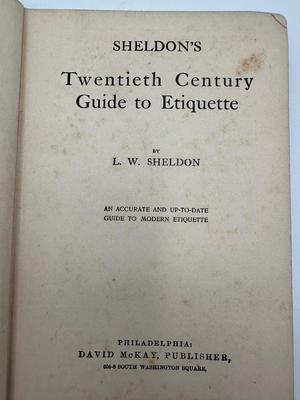 SHELDON'S
Twentieth Century
Guide to Etiquette
BY
L. W. SHELDON
AN ACCURATE AND UP-TO-DATE
GUIDE TO MODERN ETIQUETTE
PHILADELPHIA:
DAVID McKAY, PUBLISHER,
604-8 SOUTH WASHINGTON SQUARE,